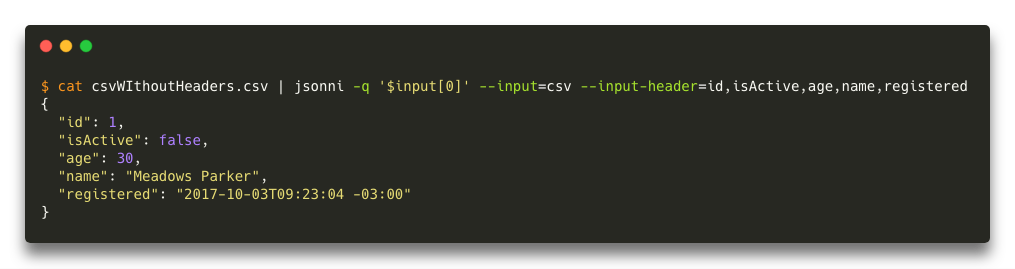 $ cat csvWIthoutHeaders.csv | jsonni -q '$input[0]' --input=csv --input-header=id,isActive,age,name,registered
{
  "id": 1,
  "isActive": false,
  "age": 30,
  "name": "Meadows Parker",
  "registered": "2017-10-03T09:23:04 -03:00"
}